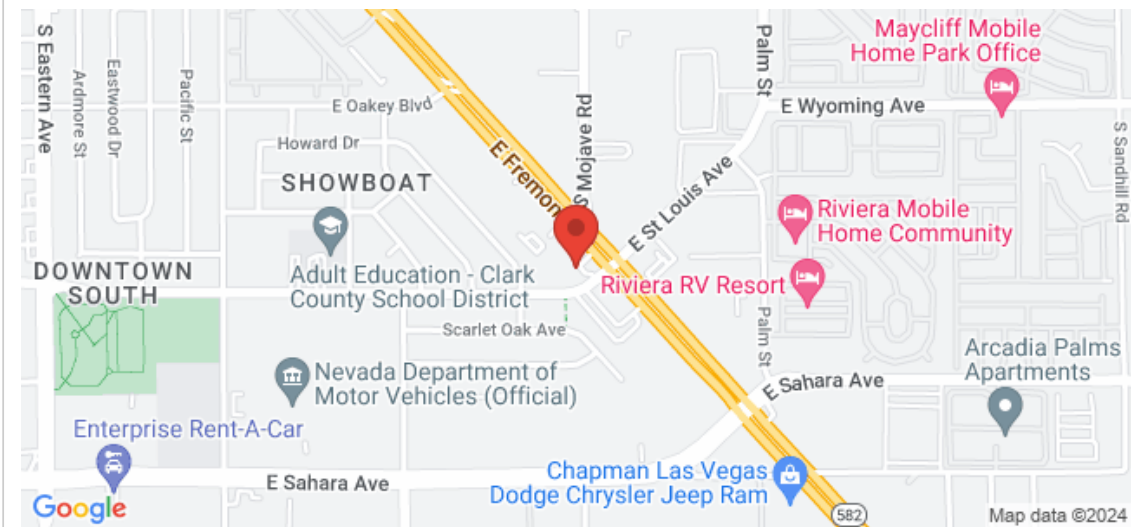 S Eastern Ave
Ardmore St
Eastwood Dr
Pacific St
E Oakey Blvd
Howard Dr
SHOWBOAT
E Fremon
S Mojave Rd
Palm St
Maycliff Mobile
Home Park Office
E Wyoming Ave
S Sandhill Rd
E St Louis Ave
Riviera Mobile
Home Community
Riviera RV Resort
DOWNTOWN
SOUTH
Adult Education - Clark
County School District
Scarlet Oak Ave
Palm St
Nevada Department of
Motor Vehicles (Official)
Arcadia Palms
Apartments
E Sahara Ave
Enterprise Rent-A-Car
E Sahara Ave
Chapman Las Vegas
Dodge Chrysler Jeep Ram
582
Google
Map data ©2024